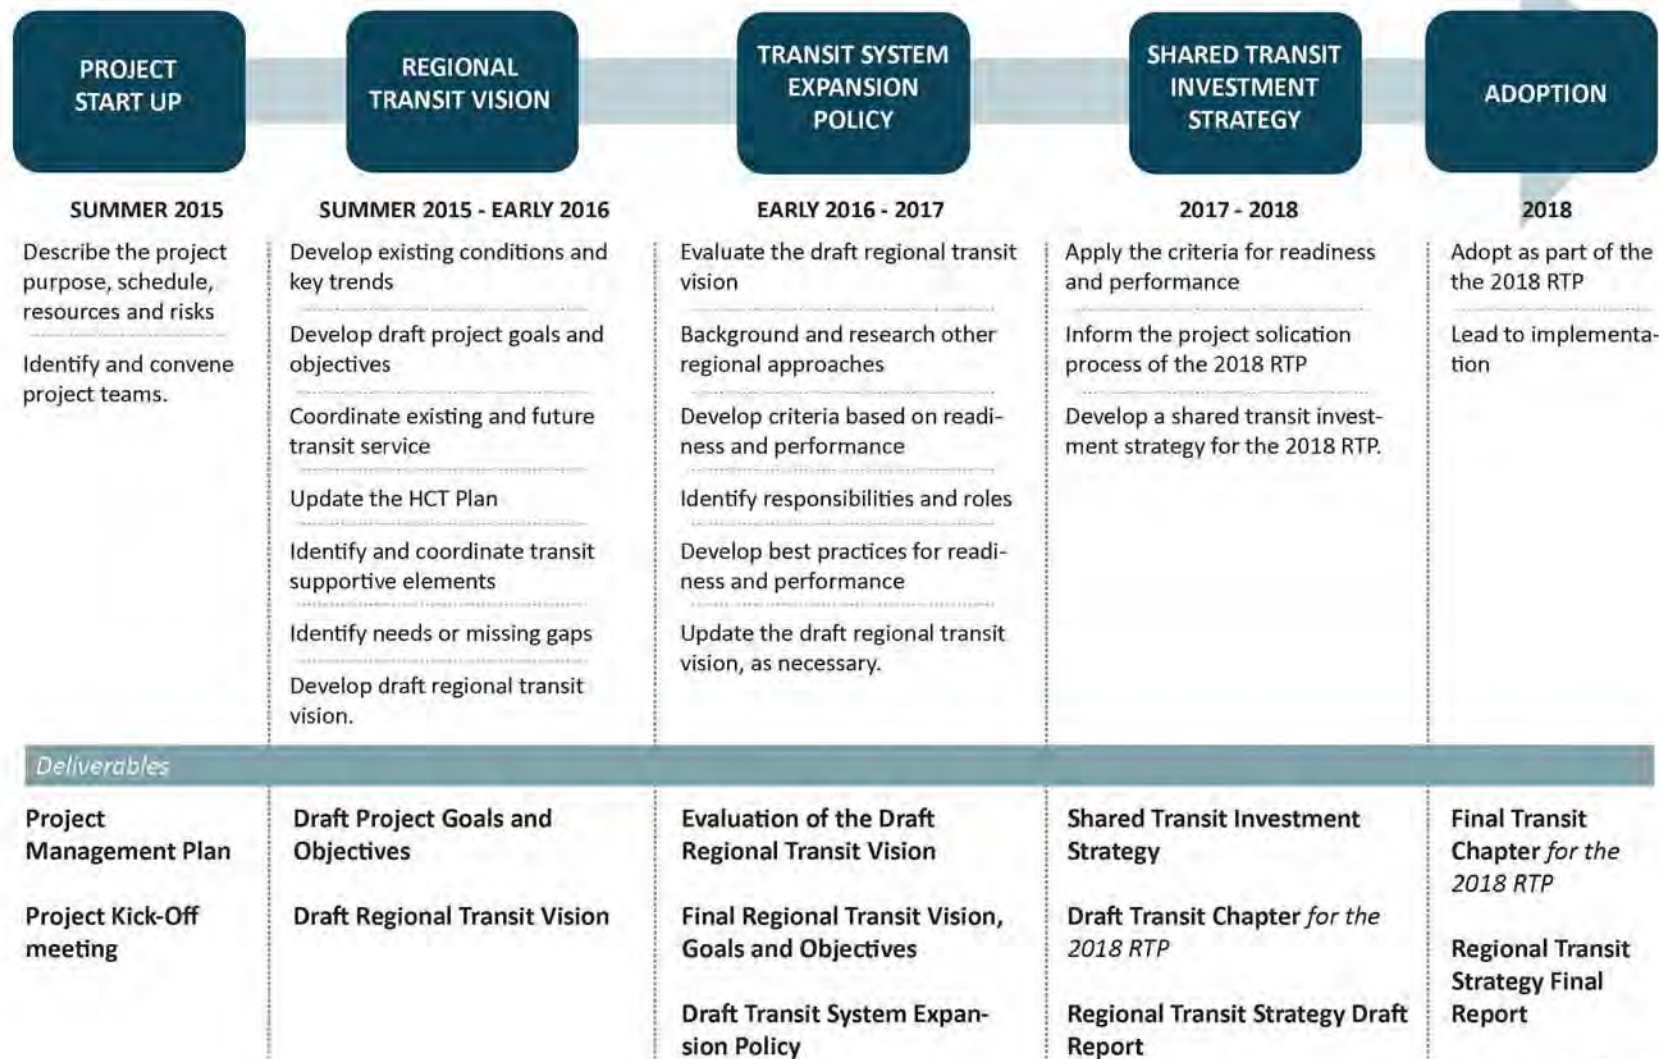 PROJECT
START UP
REGIONAL
TRANSIT VISION
TRANSIT SYSTEM
EXPANSION
POLICY
SHARED TRANSIT
INVESTMENT
STRATEGY
ADOPTION
SUMMER 2015
Describe the project
purpose, schedule,
resources and risks
Identify and convene
project teams.
SUMMER 2015 - EARLY 2016
Develop existing conditions and
key trends
Develop draft project goals and
objectives
Coordinate existing and future
transit service
Update the HCT Plan
Identify and coordinate transit
supportive elements
Identify needs or missing gaps
Develop draft regional transit
vision.
EARLY 2016 - 2017
Evaluate the draft regional transit
vision
Background and research other
regional approaches
Develop criteria based on readi-
ness and performance
Identify responsibilities and roles
Develop best practices for readi-
ness and performance
Update the draft regional transit
vision, as necessary.
2017 - 2018
Apply the criteria for readiness
and performance
Inform the project solication
process of the 2018 RTP
Develop a shared transit invest-
ment strategy for the 2018 RTP.
2018
Adopt as part of the
the 2018 RTP
Lead to implementa-
tion
Deliverables
Project
Management Plan
Project Kick-Off
meeting
Draft Project Goals and
Objectives
Draft Regional Transit Vision
Evaluation of the Draft
Regional Transit Vision
Final Regional Transit Vision,
Goals and Objectives
Draft Transit System Expan-
sion Policy
Shared Transit Investment
Strategy
Draft Transit Chapter for the
2018 RTP
Regional Transit Strategy Draft
Report
Final Transit
Chapter for the
2018 RTP
Regional Transit
Strategy Final
Report